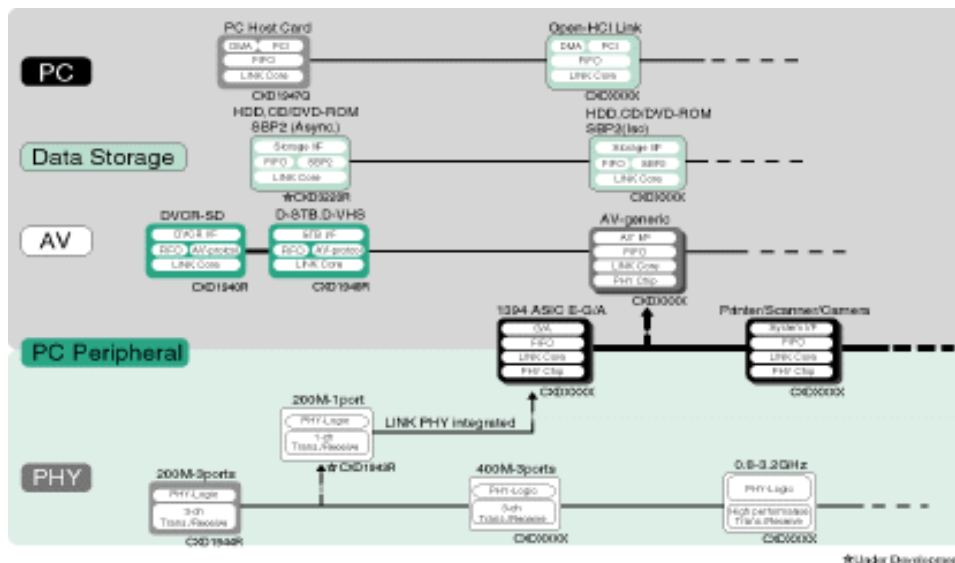 PC Host Card
DMA PCI
FIFO
LINK Core
CXD1947Q
Open-HCI Link
DMA PCI
FIFO
LINK Core
CXDXXXX
PC
HDD,CD/DVD-ROM
SBP2 (Async.)
Storage I/F
FIFO SBP2
LINK Core
HDD,CD/DVD-ROM
SBP2(Iso)
Storage I/F
FIFO SBP2
LINK Core
CXDXXXX
Data Storage
DVCR-SD
DVCR I/F
FIFO AV-protocol
LINK Core
CXD1940R
D-STB,D-VHS
STB I/F
FIFO AV-protocol
LINK Core
CXD1948R
AV-generic
AV I/F
FIFO
LINK Core
PHY Chip
CXDXXXX
AV
1394 ASIC E-G/A
G/A
FIFO
LINK Core
PHY Chip
CXDXXXX
Printer/Scanner/Camera
System I/F
FIFO
LINK Core
PHY Chip
CXDXXXX
PC Peripheral
200M-1port
PHY-Logic
1-ch
Trans./Receive
★CXD1943R
LINK PHY integrated
PHY
200M-3ports
PHY-Logic
3-ch
Trans./Receive
CXD1944R
400M-3ports
PHY-Logic
3-ch
Trans./Receive
CXDXXXX
0.8-3.2GHz
PHY-Logic
High performance
Trans./Receive
CXDXXXX
★Under Developmen